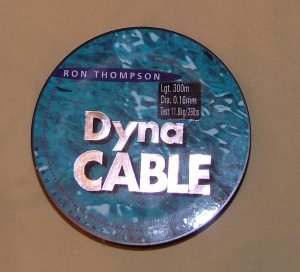 RON THOMPSON
Lgt. 300m
Dia. 0.16mm
Test 11.8kg/26lbs
Dyna
CABLE